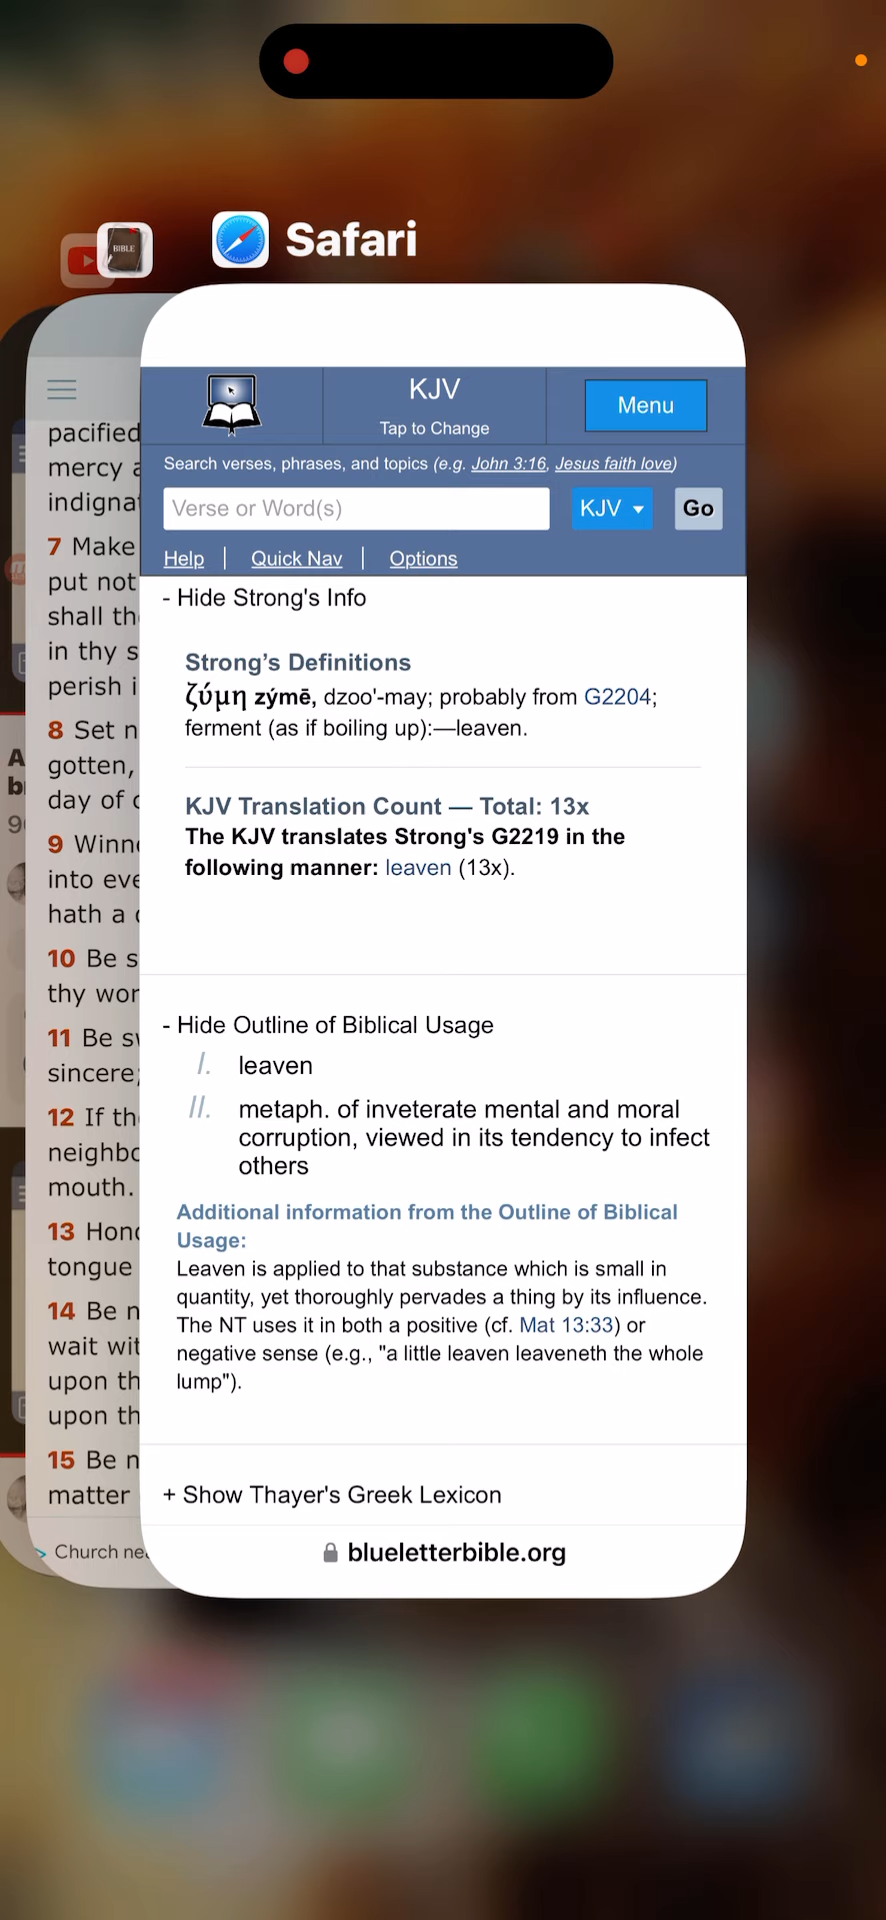 BIBLE
Safari
KJV
Tap to Change
Menu
Search verses, phrases, and topics (e.g. John 3:16, Jesus faith love)
Verse or Word(s)
KJV
Go
Help | Quick Nav | Options
- Hide Strong's Info
Strong’s Definitions
ζύμη zýmē, dzoo'-may; probably from G2204;
ferment (as if boiling up):—leaven.
KJV Translation Count — Total: 13x
The KJV translates Strong's G2219 in the
following manner: leaven (13x).
- Hide Outline of Biblical Usage
I. leaven
II. metaph. of inveterate mental and moral
corruption, viewed in its tendency to infect
others
Additional information from the Outline of Biblical
Usage:
Leaven is applied to that substance which is small in
quantity, yet thoroughly pervades a thing by its influence.
The NT uses it in both a positive (cf. Mat 13:33) or
negative sense (e.g., "a little leaven leaveneth the whole
lump").
+ Show Thayer's Greek Lexicon
blueletterbible.org
pacified
mercy a
indignat
7 Make
put not
shall th
in thy s
perish i
8 Set n
gotten,
day of c
9 Winn
into eve
hath a
10 Be s
thy wor
11 Be s
sincere;
12 If th
neighbo
mouth.
13 Hono
tongue
14 Be n
wait wit
upon th
upon th
15 Be n
matter
Church ne